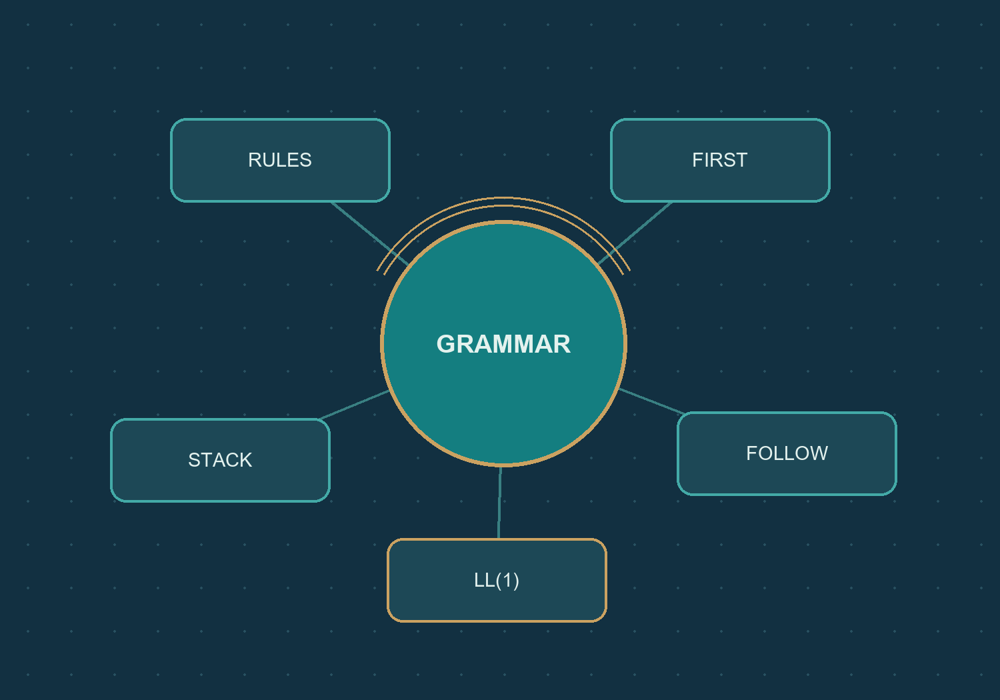 RULES
FIRST
GRAMMAR
STACK
FOLLOW
LL(1)